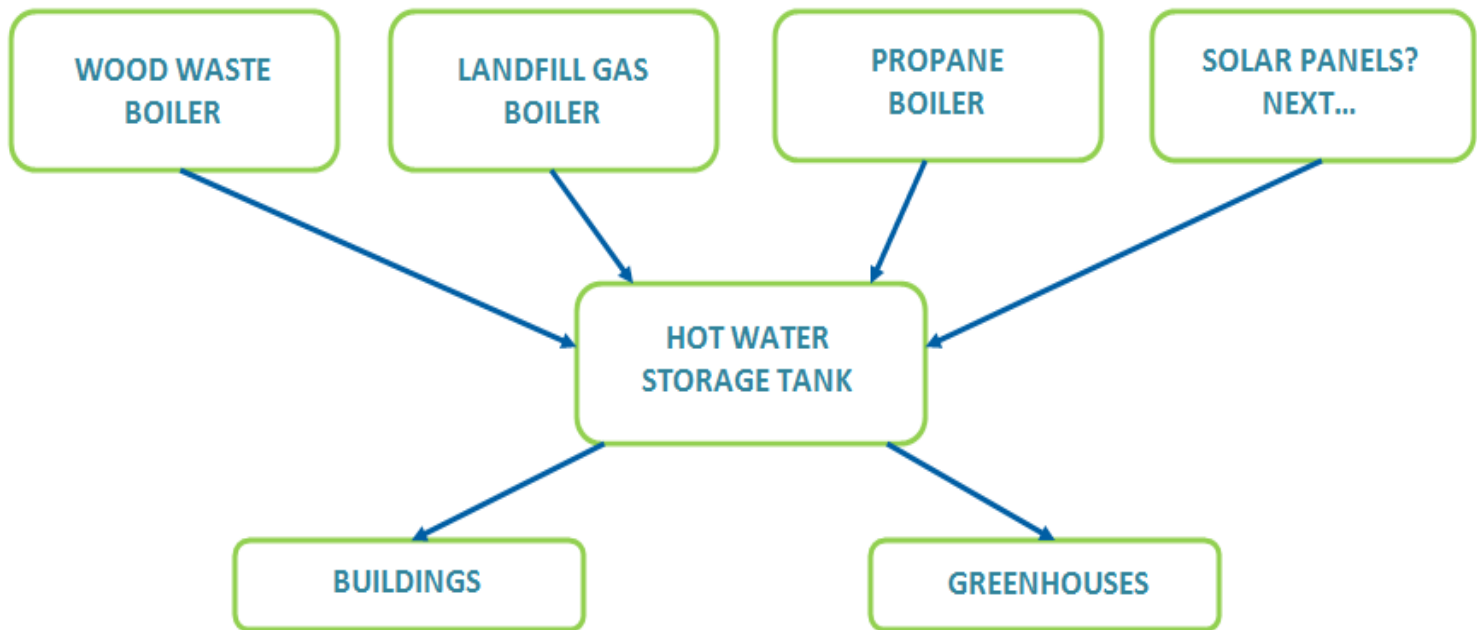 WOOD WASTE
BOILER
LANDFILL GAS
BOILER
PROPANE
BOILER
SOLAR PANELS?
NEXT...
HOT WATER
STORAGE TANK
BUILDINGS
GREENHOUSES